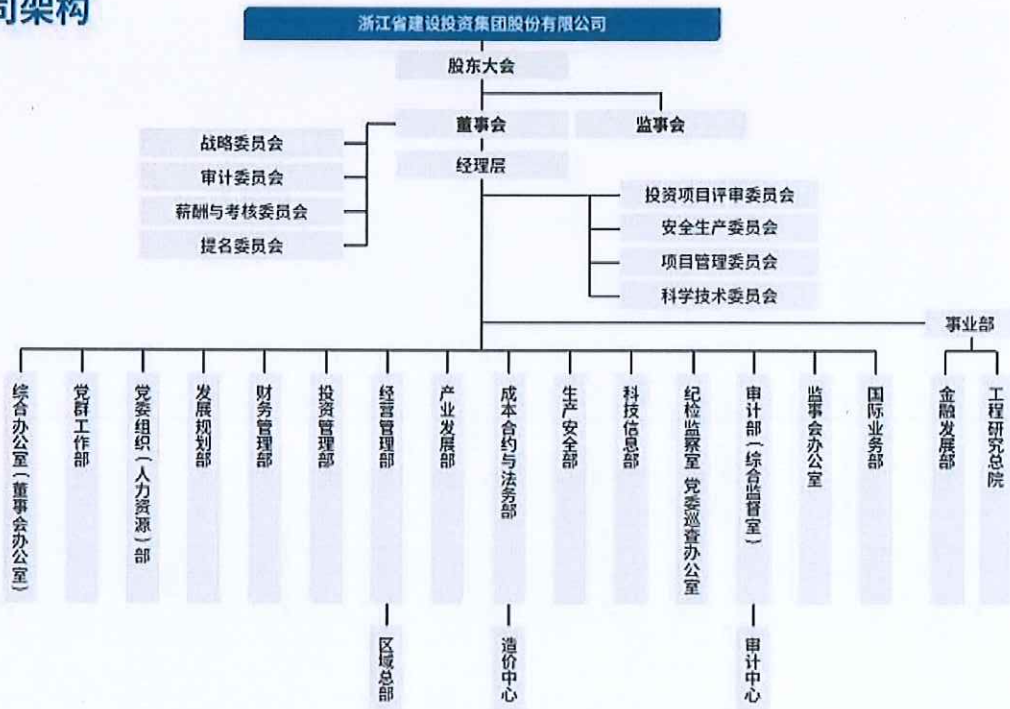 司架构
浙江省建设投资集团股份有限公司
股东大会
董事会
监事会
战略委员会
审计委员会
薪酬与考核委员会
提名委员会
经理层
投资项目评审委员会
安全生产委员会
项目管理委员会
科学技术委员会
事业部
综合办公室(董事会办公室)
党群工作部
党委组织(人力资源)部
发展规划部
财务管理部
投资管理部
经营管理部
产业发展部
成本合约与法务部
生产安全部
科技信息部
纪检监察室 党委巡查办公室
审计部(综合监督室)
监事会办公室
国际业务部
金融发展部
工程研究总院
区域总部
造价中心
审计中心